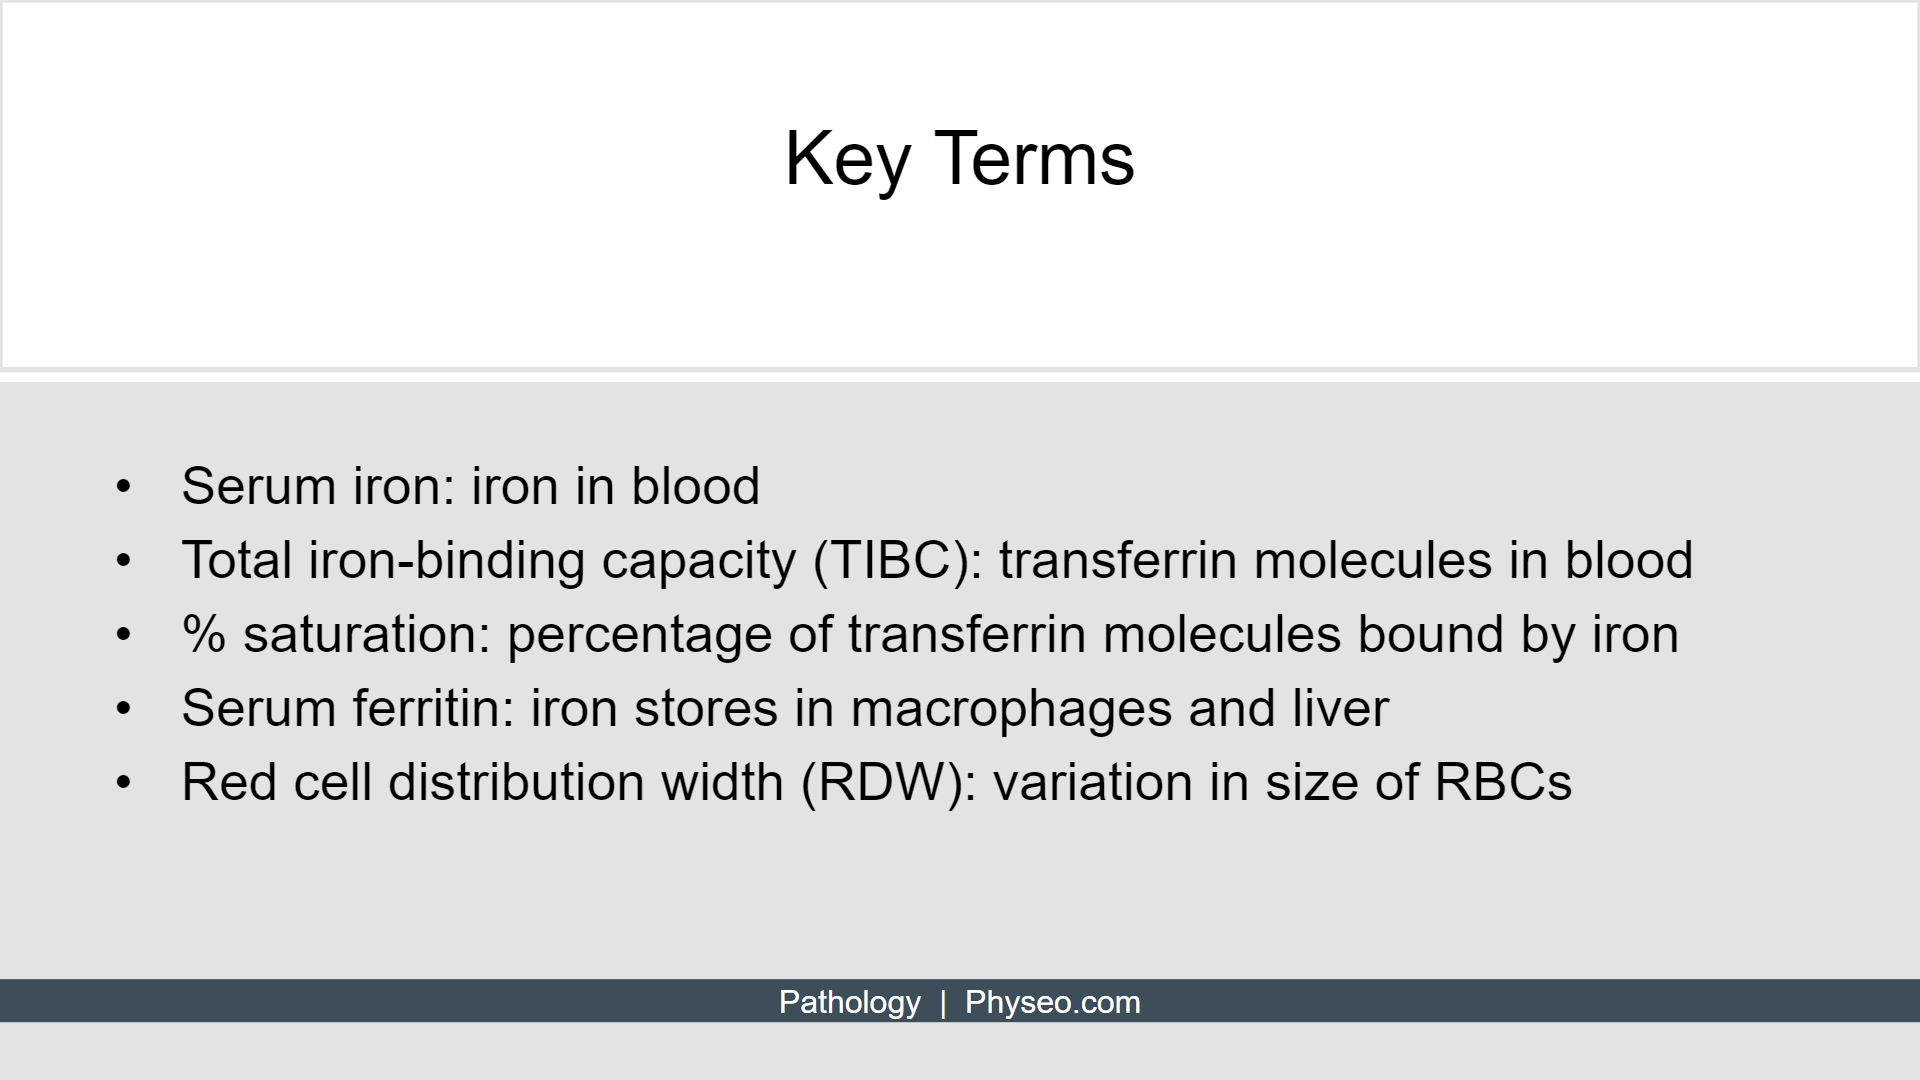 Key Terms
• Serum iron: iron in blood
• Total iron-binding capacity (TIBC): transferrin molecules in blood
• % saturation: percentage of transferrin molecules bound by iron
• Serum ferritin: iron stores in macrophages and liver
• Red cell distribution width (RDW): variation in size of RBCs
Pathology | Physeo.com